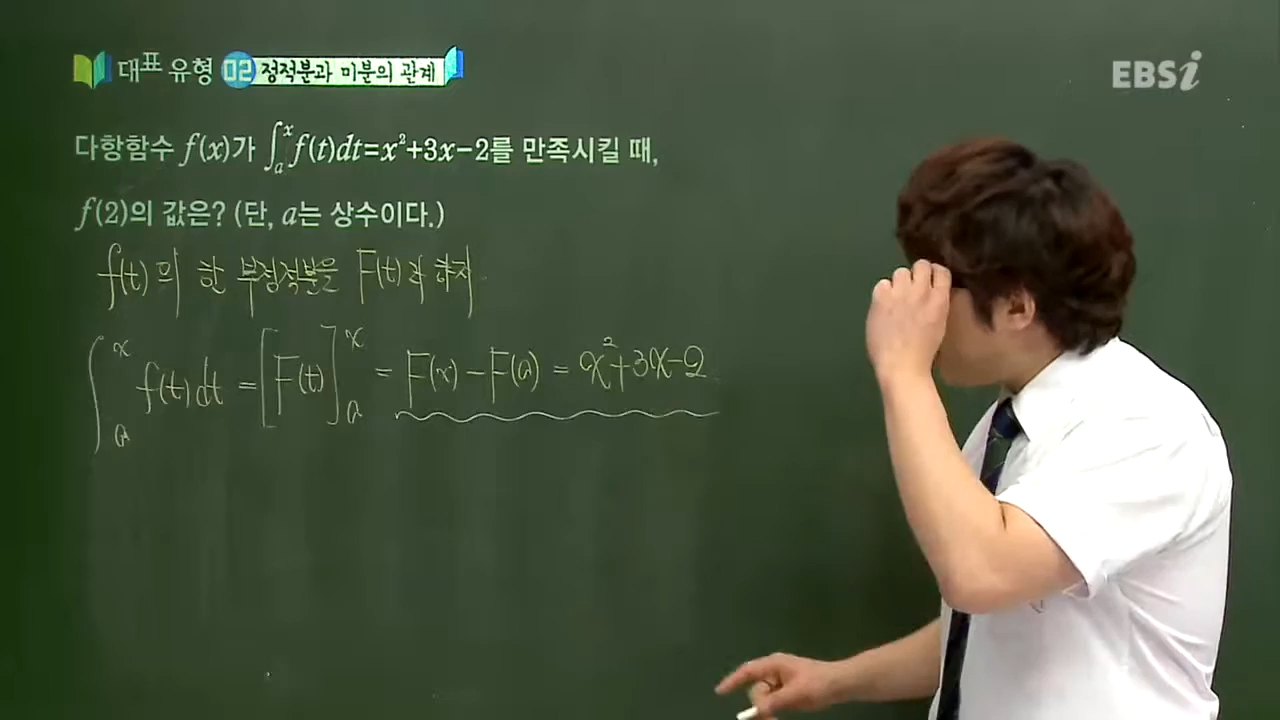 대표 유형 02 정적분과 미분의 관계
EBSi
다항함수 f(x)가 ∫ₐˣ f(t)dt=x²+3x−2를 만족시킬 때,
f(2)의 값은? (단, a는 상수이다.)
f(t)의 한 부정적분을 F(t)라 하자.
∫ₐˣ f(t)dt = [F(t)]ₐˣ = F(x) − F(a) = x²+3x−2